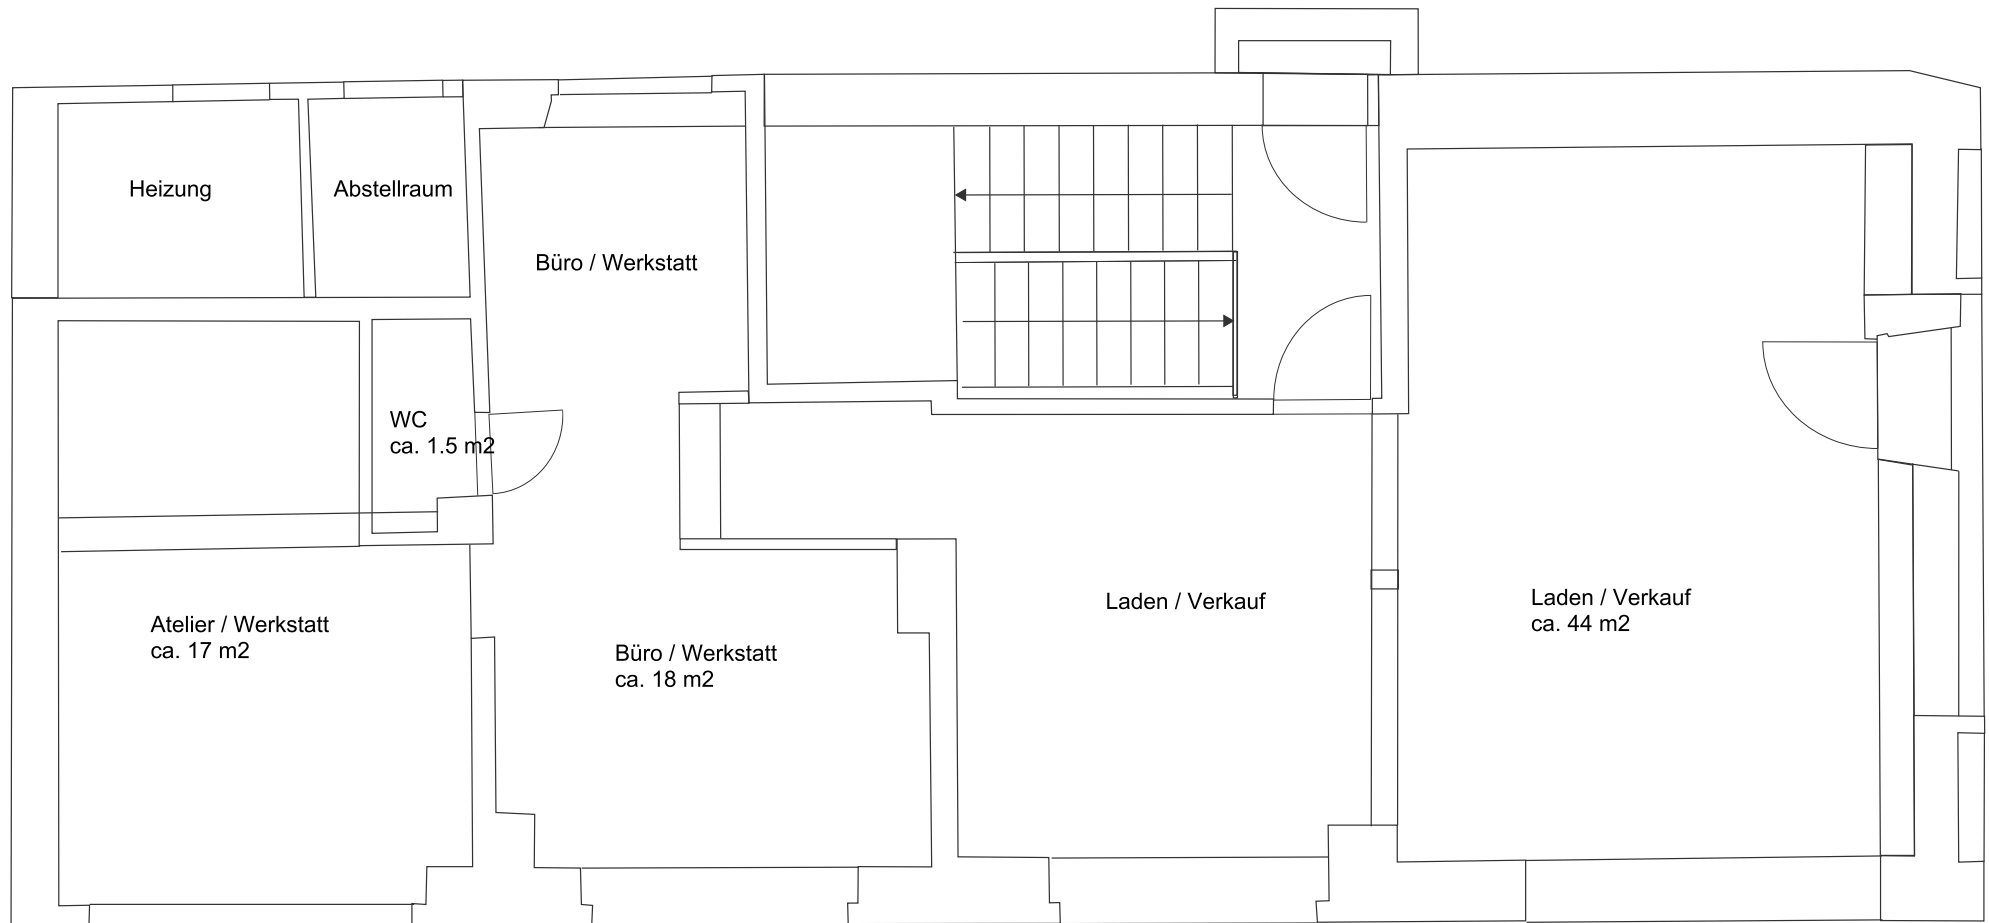 Heizung
Abstellraum
Büro / Werkstatt
WC
ca. 1.5 m2
Atelier / Werkstatt
ca. 17 m2
Büro / Werkstatt
ca. 18 m2
Laden / Verkauf
Laden / Verkauf
ca. 44 m2